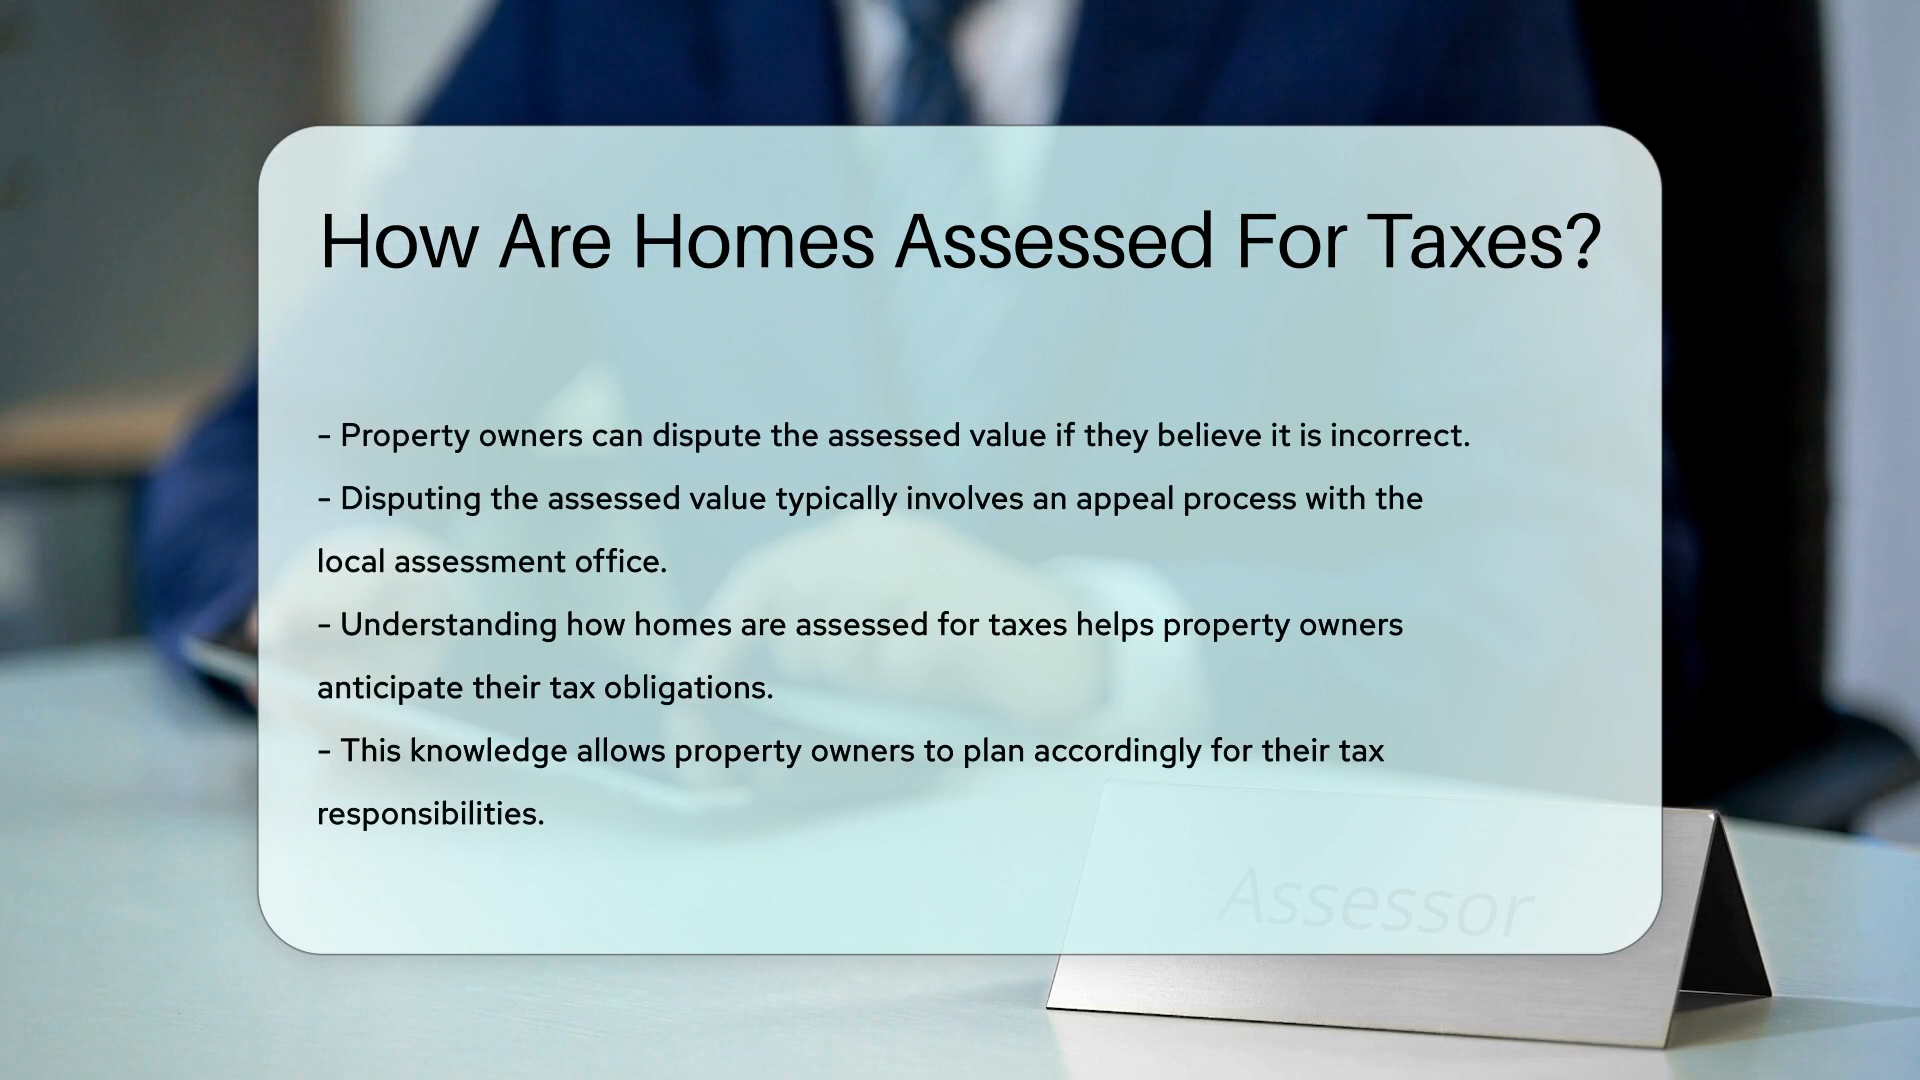 How Are Homes Assessed For Taxes?
- Property owners can dispute the assessed value if they believe it is incorrect.
- Disputing the assessed value typically involves an appeal process with the
local assessment office.
- Understanding how homes are assessed for taxes helps property owners
anticipate their tax obligations.
- This knowledge allows property owners to plan accordingly for their tax
responsibilities.
Assessor